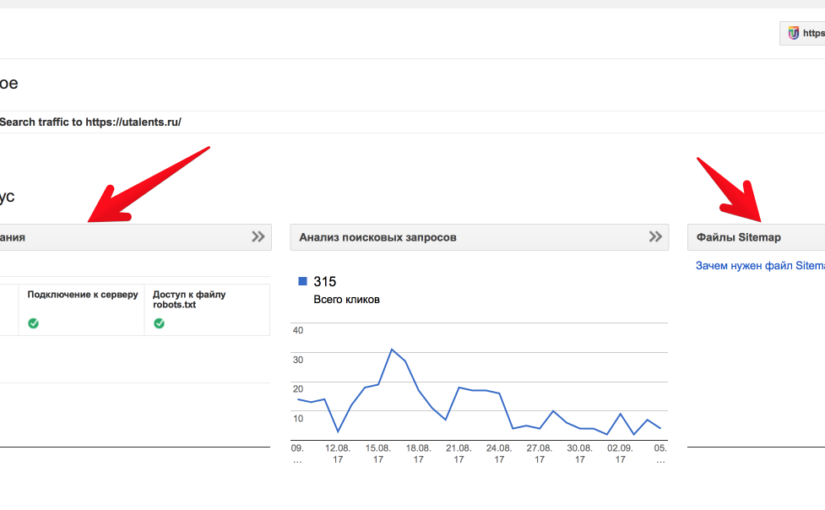 https
ое
Search traffic to https://utalents.ru/
ус
ания
Подключение к серверу
Доступ к файлу
robots.txt
Анализ поисковых запросов
315
Всего кликов
40
30
20
10
09.
...
12.08.
17
15.08.
17
18.08.
17
21.08.
17
24.08.
17
27.08.
17
30.08.
17
02.09.
17
05.
...
Файлы Sitemap
Зачем нужен файл Sitema